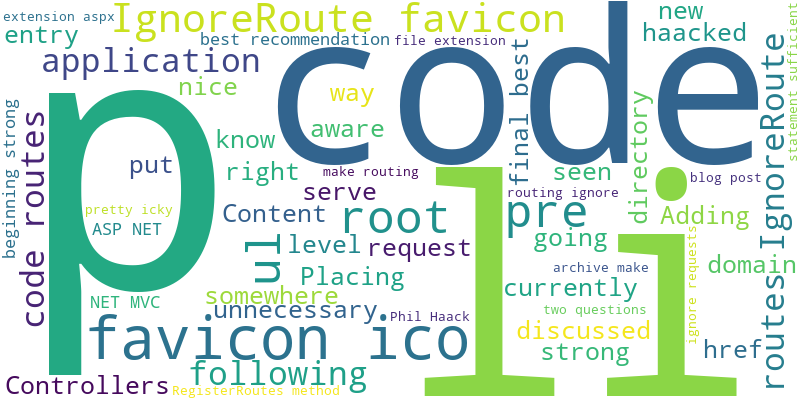 extension aspx
IgnoreRoute favicon
entry
best recommendation
file extension
new
haacked
application
code
nice
way
final best
p
li
aware
know
put
right
make routing
seen
blog post
directory
statement sufficient
routes IgnoreRoute
beginning strong
code routes
pretty icky
serve
routing ignore
ASP NET
Content
root
pre
Adding
ul
level
request
going
domain
archive make
Placing
currently
ignore requests
NET MVC
somewhere
unnecessary
two questions
Phil Haack
favicon ico
discussed
strong
href
following
Controllers
RegisterRoutes method